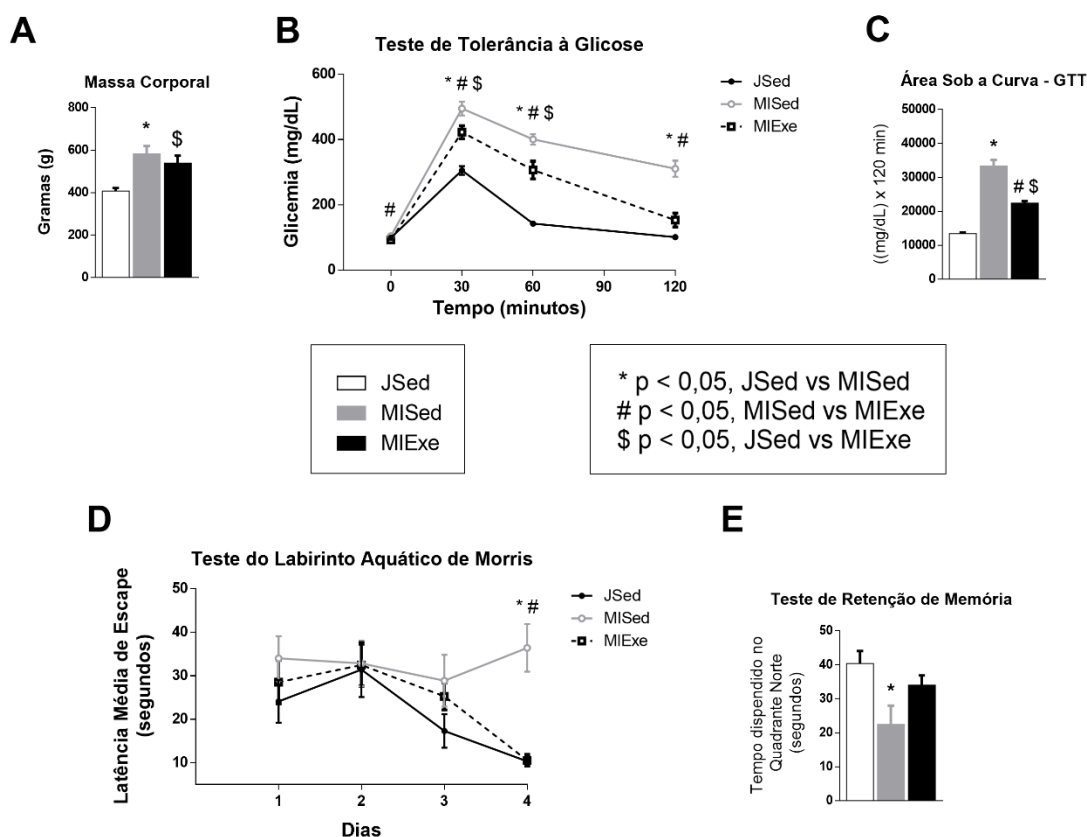 A
Massa Corporal
Gramas (g)
800
600
400
200
0
*
$
B
Teste de Tolerância à Glicose
Glicemia (mg/dL)
600
400
200
0
#
* # $
* # $
* #
0
30
60
90
120
Tempo (minutos)
JSed
MISed
MIExe
C
Área Sob a Curva - GTT
((mg/dL) x 120 min)
50000
40000
30000
20000
10000
0
*
# $
JSed
MISed
MIExe
* p < 0,05, JSed vs MISed
# p < 0,05, MISed vs MIExe
$ p < 0,05, JSed vs MIExe
D
Teste do Labirinto Aquático de Morris
Latência Média de Escape
(segundos)
50
40
30
20
10
* #
1
2
3
4
Dias
JSed
MISed
MIExe
E
Teste de Retenção de Memória
Tempo dispendido no
Quadrante Norte
(segundos)
50
40
30
20
10
0
*